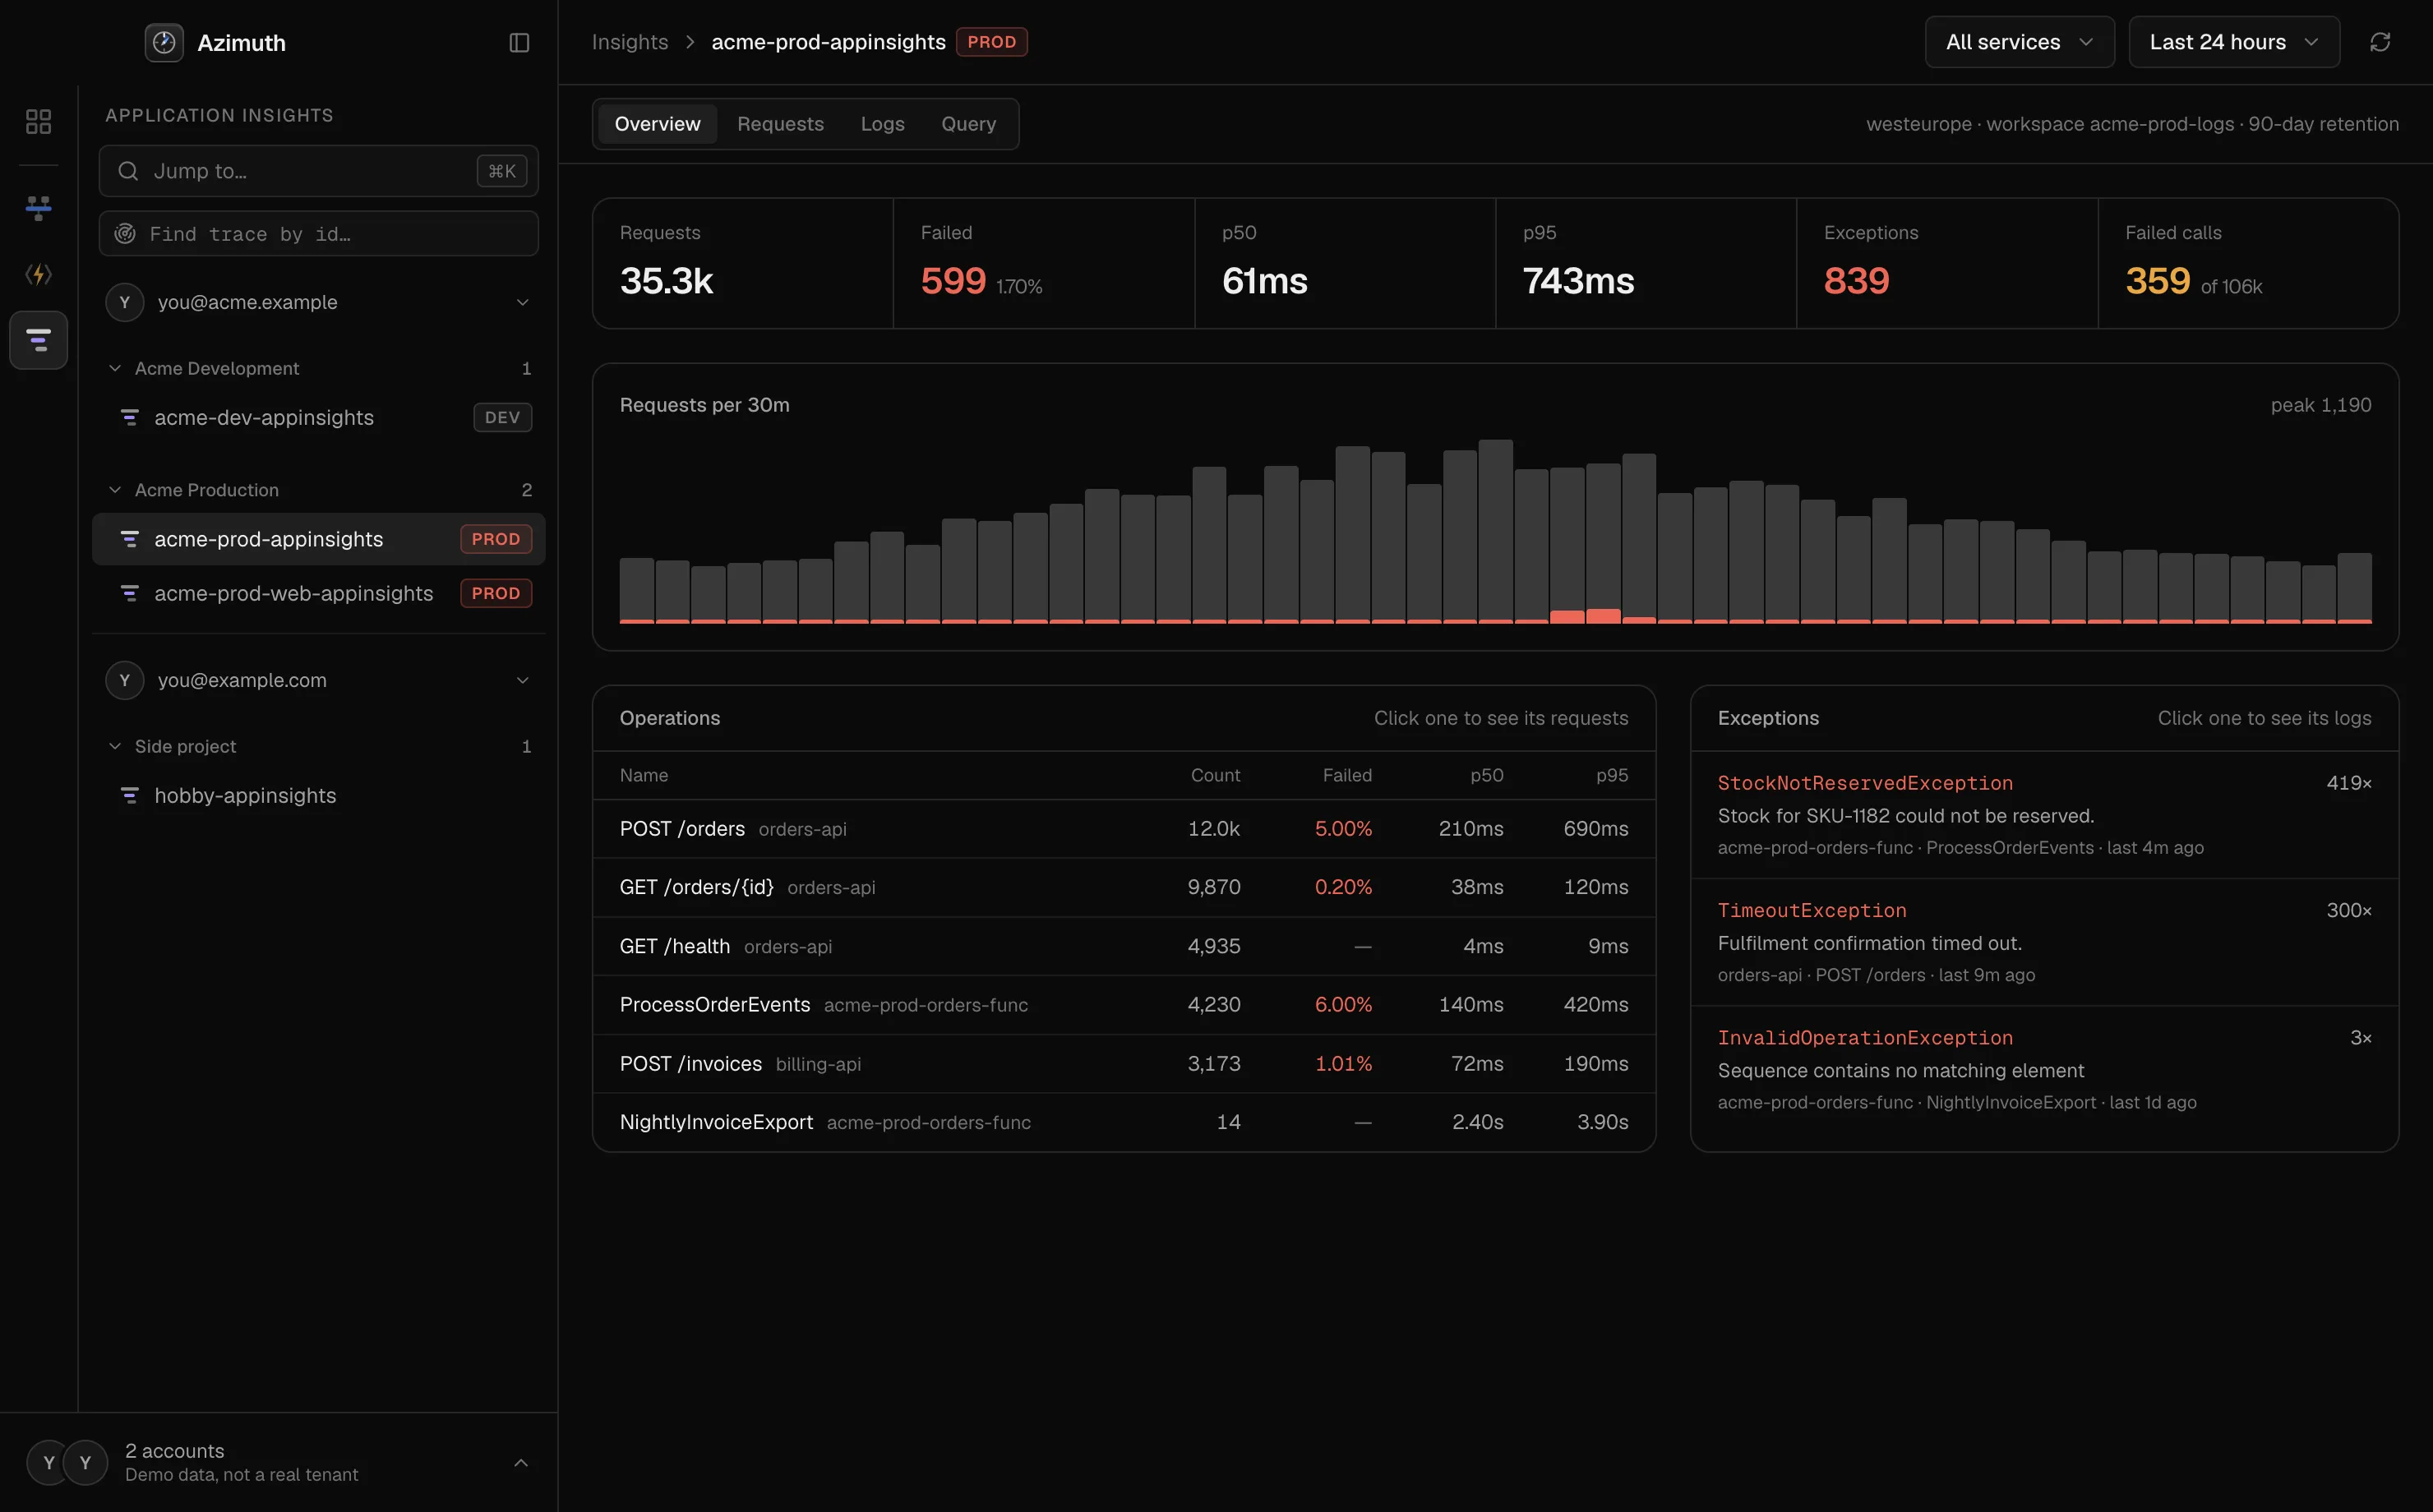 Azimuth
APPLICATION INSIGHTS
Jump to…
⌘K
Find trace by id…
Y you@acme.example
Acme Development 1
acme-dev-appinsights DEV
Acme Production 2
acme-prod-appinsights PROD
acme-prod-web-appinsights PROD
Y you@example.com
Side project 1
hobby-appinsights
Y Y 2 accounts
Demo data, not a real tenant
Insights > acme-prod-appinsights PROD
All services
Last 24 hours
Overview Requests Logs Query
westeurope · workspace acme-prod-logs · 90-day retention
Requests
35.3k
Failed
599 1.70%
p50
61ms
p95
743ms
Exceptions
839
Failed calls
359 of 106k
Requests per 30m
peak 1,190
Operations
Click one to see its requests
Name Count Failed p50 p95
POST /orders orders-api 12.0k 5.00% 210ms 690ms
GET /orders/{id} orders-api 9,870 0.20% 38ms 120ms
GET /health orders-api 4,935 — 4ms 9ms
ProcessOrderEvents acme-prod-orders-func 4,230 6.00% 140ms 420ms
POST /invoices billing-api 3,173 1.01% 72ms 190ms
NightlyInvoiceExport acme-prod-orders-func 14 — 2.40s 3.90s
Exceptions
Click one to see its logs
StockNotReservedException 419×
Stock for SKU-1182 could not be reserved.
acme-prod-orders-func · ProcessOrderEvents · last 4m ago
TimeoutException 300×
Fulfilment confirmation timed out.
orders-api · POST /orders · last 9m ago
InvalidOperationException 3×
Sequence contains no matching element
acme-prod-orders-func · NightlyInvoiceExport · last 1d ago